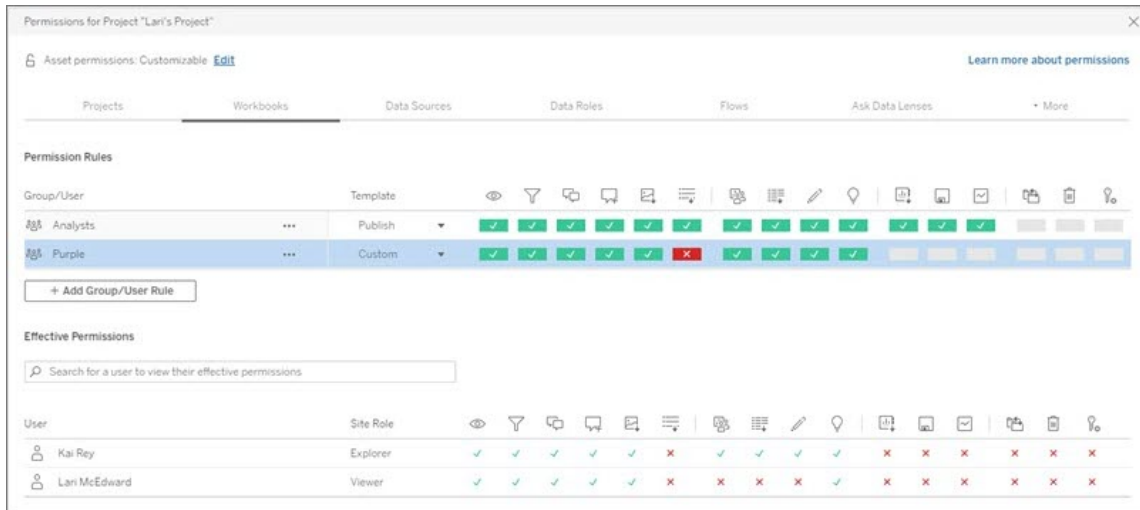 Permissions for Project "Lari's Project"
Asset permissions: Customizable Edit
Learn more about permissions
Projects Workbooks Data Sources Data Roles Flows Ask Data Lenses More
Permission Rules
Group/User Template
Analysts Publish
Purple Custom
+ Add Group/User Rule
Effective Permissions
Search for a user to view their effective permissions
User Site Role
Kai Rey Explorer
Lari McEdward Viewer